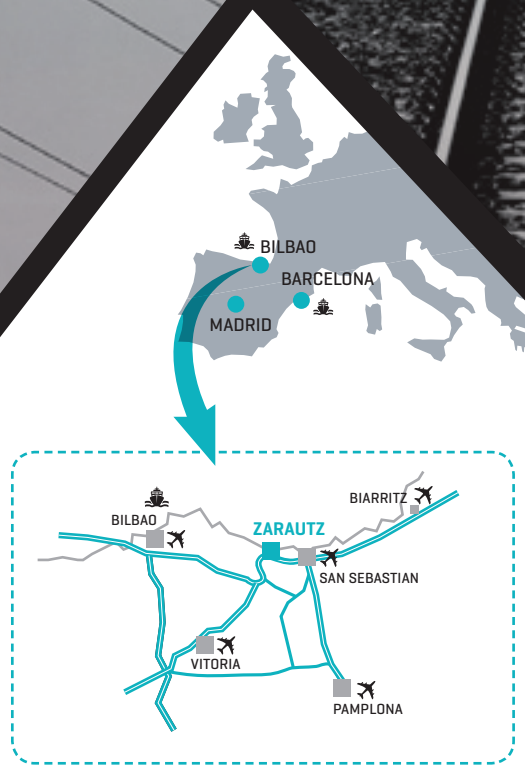 BILBAO
BARCELONA
MADRID
BIARRITZ
BILBAO
ZARAUTZ
SAN SEBASTIAN
VITORIA
PAMPLONA